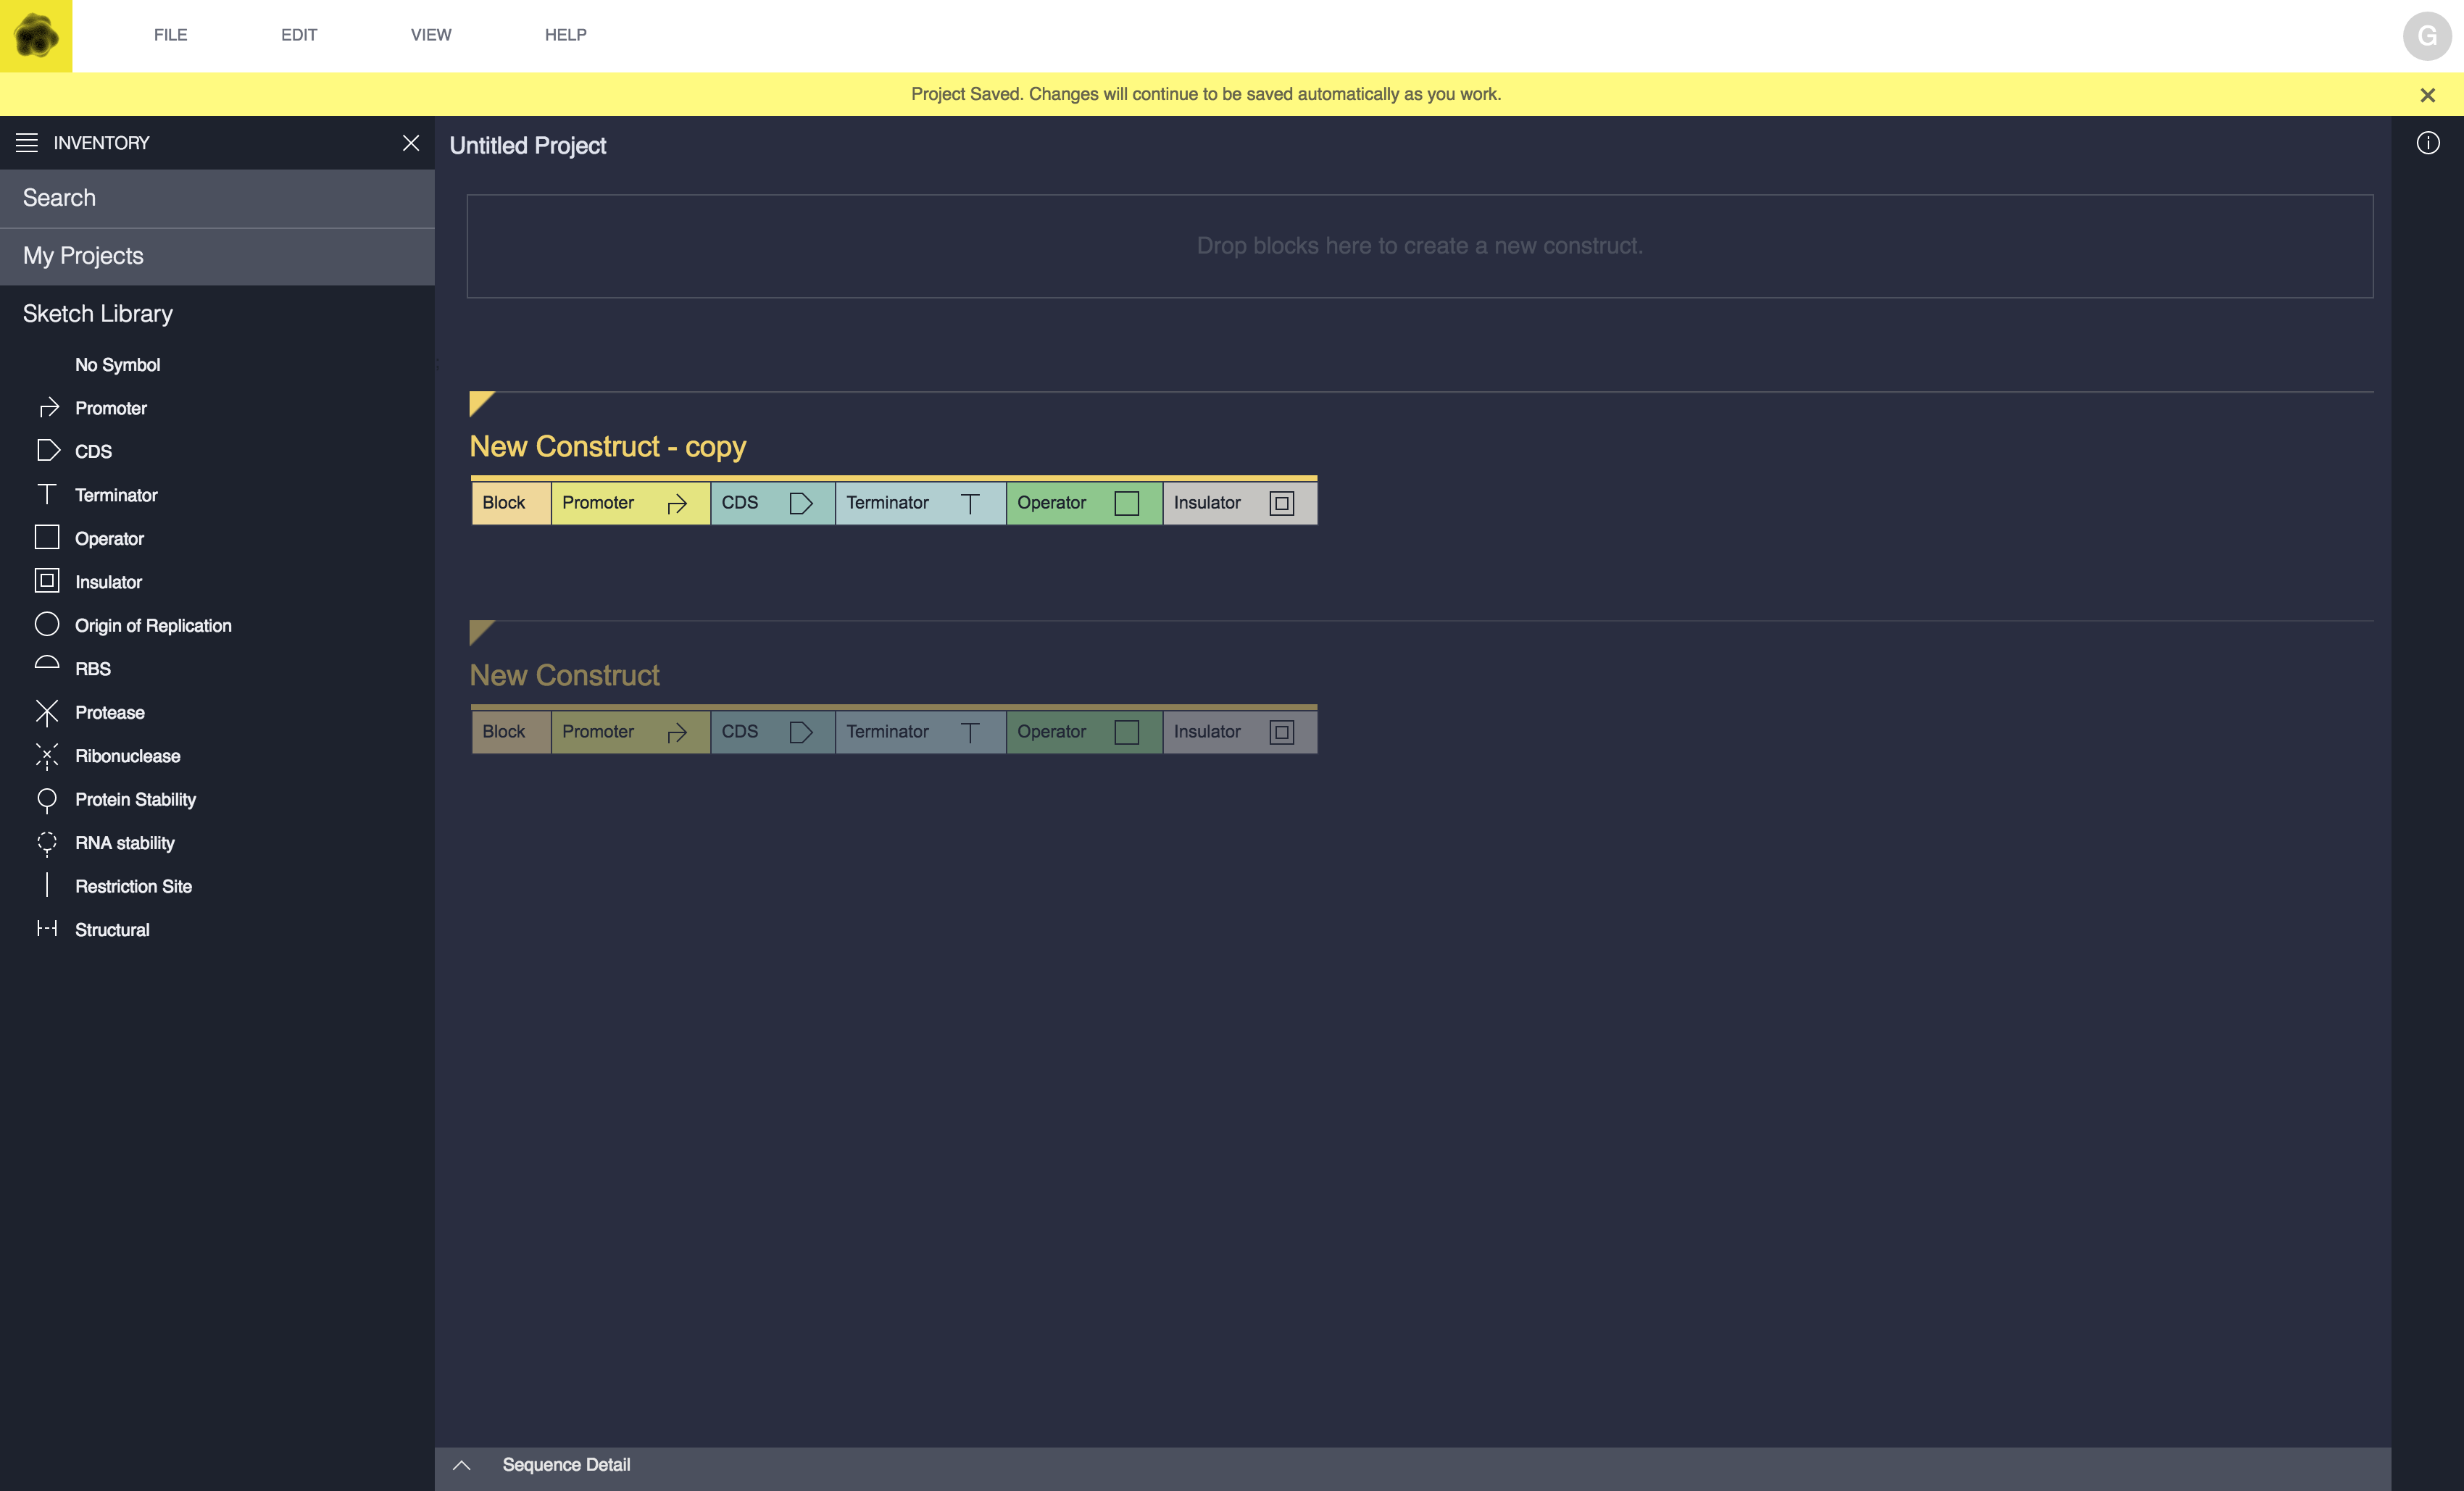 FILE EDIT VIEW HELP
G
Project Saved. Changes will continue to be saved automatically as you work.
INVENTORY
Search
My Projects
Sketch Library
No Symbol
Promoter
CDS
Terminator
Operator
Insulator
Origin of Replication
RBS
Protease
Ribonuclease
Protein Stability
RNA stability
Restriction Site
Structural
Untitled Project
Drop blocks here to create a new construct.
New Construct - copy
Block Promoter CDS Terminator Operator Insulator
New Construct
Block Promoter CDS Terminator Operator Insulator
Sequence Detail